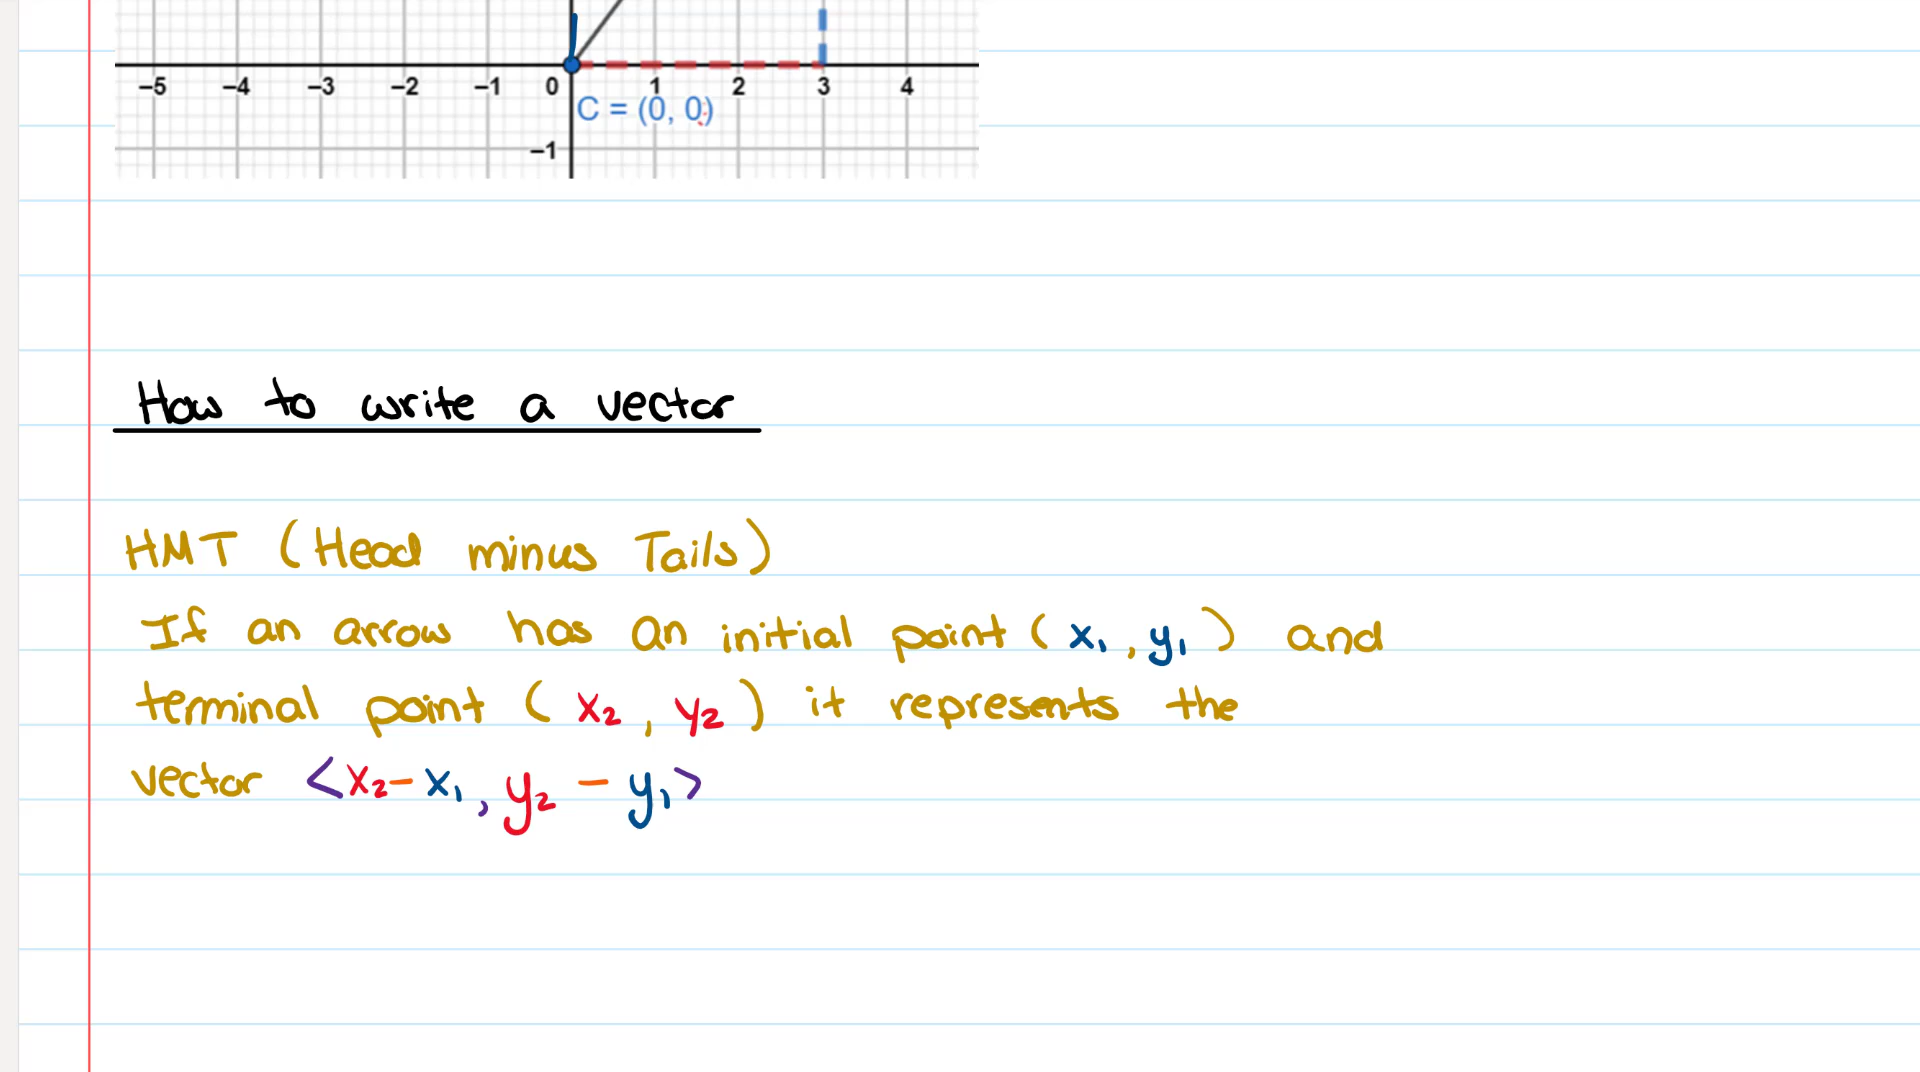 –5 –4 –3 –2 –1 0 1 2 3 4
C = (0, 0)
–1
How to write a vector
HMT (Head minus Tails)
If an arrow has an initial point (x₁, y₁) and
terminal point (x₂, y₂) it represents the
vector <x₂-x₁, y₂ - y₁>